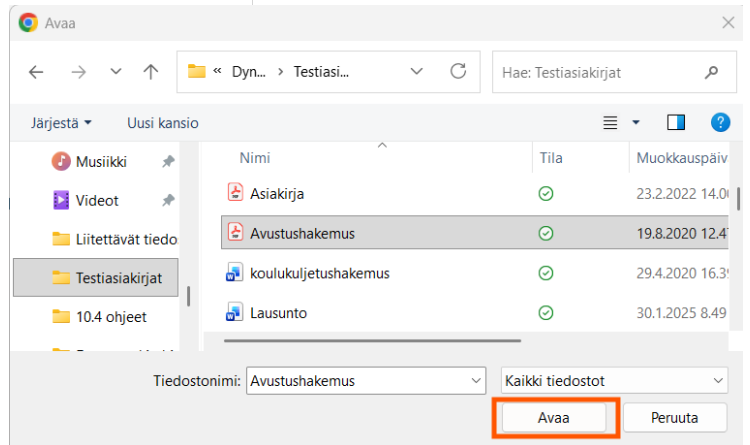 Avaa
« Dyn... › Testiasi...
Hae: Testiasiakirjat
Järjestä Uusi kansio
Musiikki
Videot
Liitettävät tiedo
Testiasiakirjat
10.4 ohjeet
Nimi Tila Muokkauspäiv
Asiakirja 23.2.2022 14.0
Avustushakemus 19.8.2020 12.4
koulukuljetushakemus 29.4.2020 16.3
Lausunto 30.1.2025 8.49
Tiedostonimi: Avustushakemus Kaikki tiedostot
Avaa Peruuta